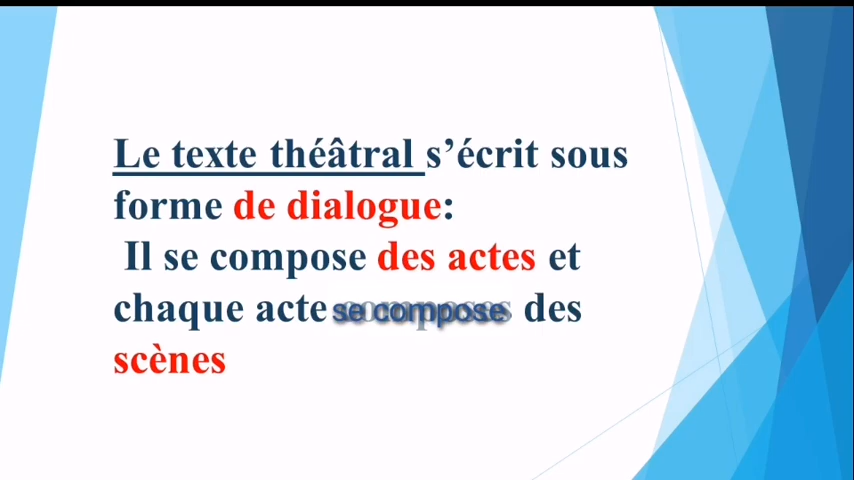 Le texte théâtral s’écrit sous
forme de dialogue:
Il se compose des actes et
chaque acte se compose des
scènes